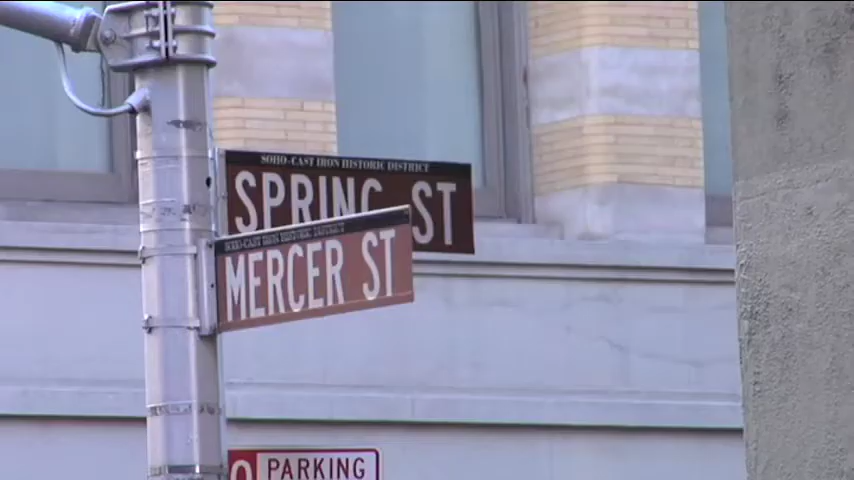 SOHO-CAST IRON HISTORIC DISTRICT
SPRING ST
SOHO-CAST IRON HISTORIC DISTRICT
MERCER ST
PARKING